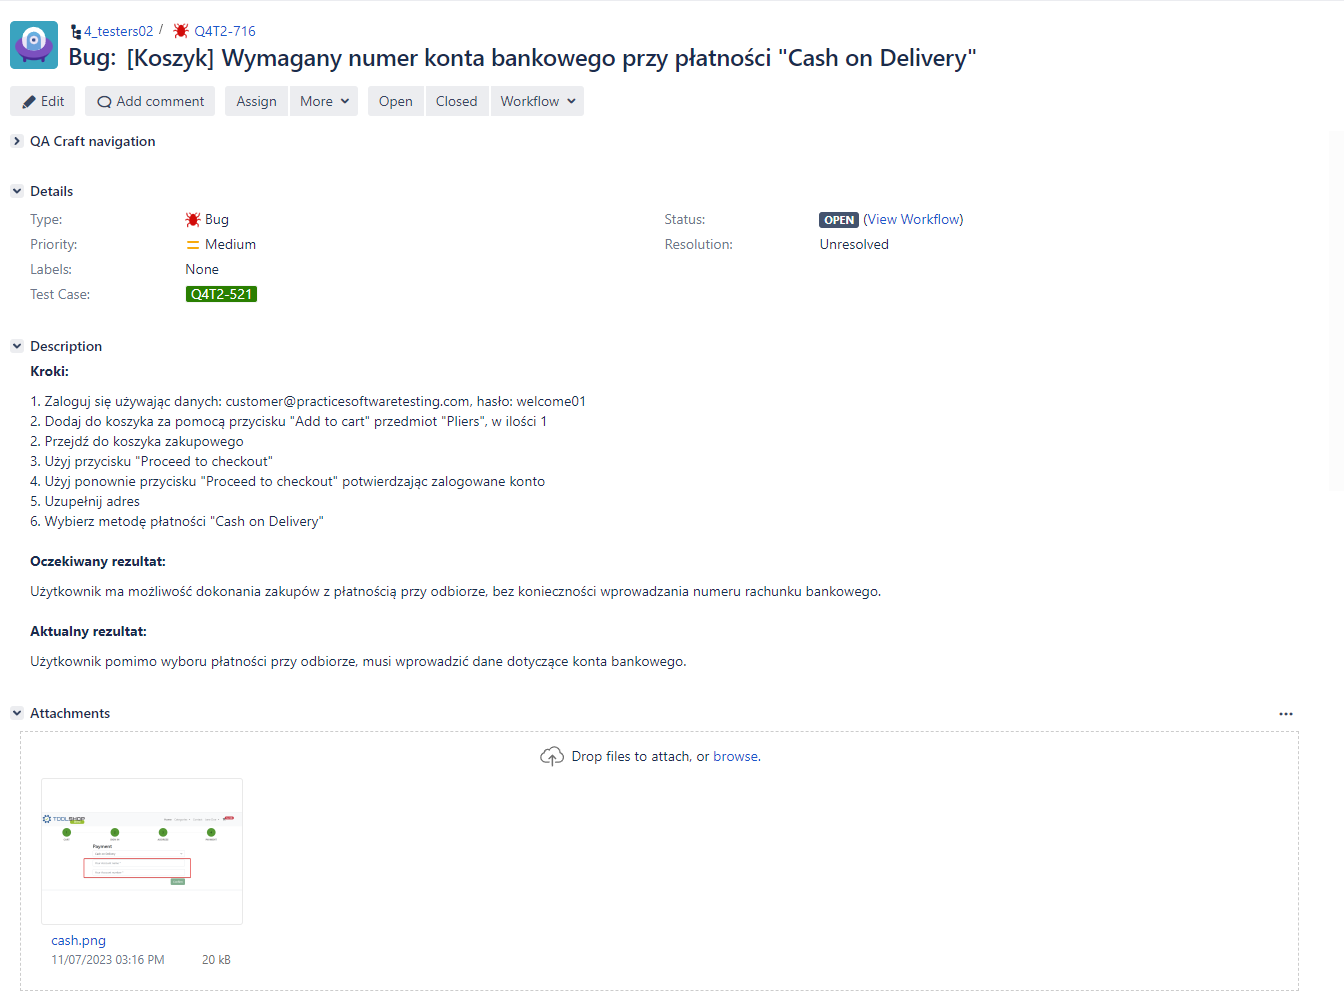 4_testers02 / Q4T2-716
Bug: [Koszyk] Wymagany numer konta bankowego przy płatności "Cash on Delivery"
Edit Add comment Assign More Open Closed Workflow
QA Craft navigation
Details
Type: Bug
Status: OPEN (View Workflow)
Priority: Medium
Resolution: Unresolved
Labels: None
Test Case: Q4T2-521
Description
Kroki:
1. Zaloguj się używając danych: customer@practicesoftwaretesting.com, hasło: welcome01
2. Dodaj do koszyka za pomocą przycisku "Add to cart" przedmiot "Pliers", w ilości 1
2. Przejdź do koszyka zakupowego
3. Użyj przycisku "Proceed to checkout"
4. Użyj ponownie przycisku "Proceed to checkout" potwierdzając zalogowane konto
5. Uzupełnij adres
6. Wybierz metodę płatności "Cash on Delivery"
Oczekiwany rezultat:
Użytkownik ma możliwość dokonania zakupów z płatnością przy odbiorze, bez konieczności wprowadzania numeru rachunku bankowego.
Aktualny rezultat:
Użytkownik pomimo wyboru płatności przy odbiorze, musi wprowadzić dane dotyczące konta bankowego.
Attachments
Drop files to attach, or browse.
TOOLSHOP
Payment
cash.png
11/07/2023 03:16 PM 20 kB